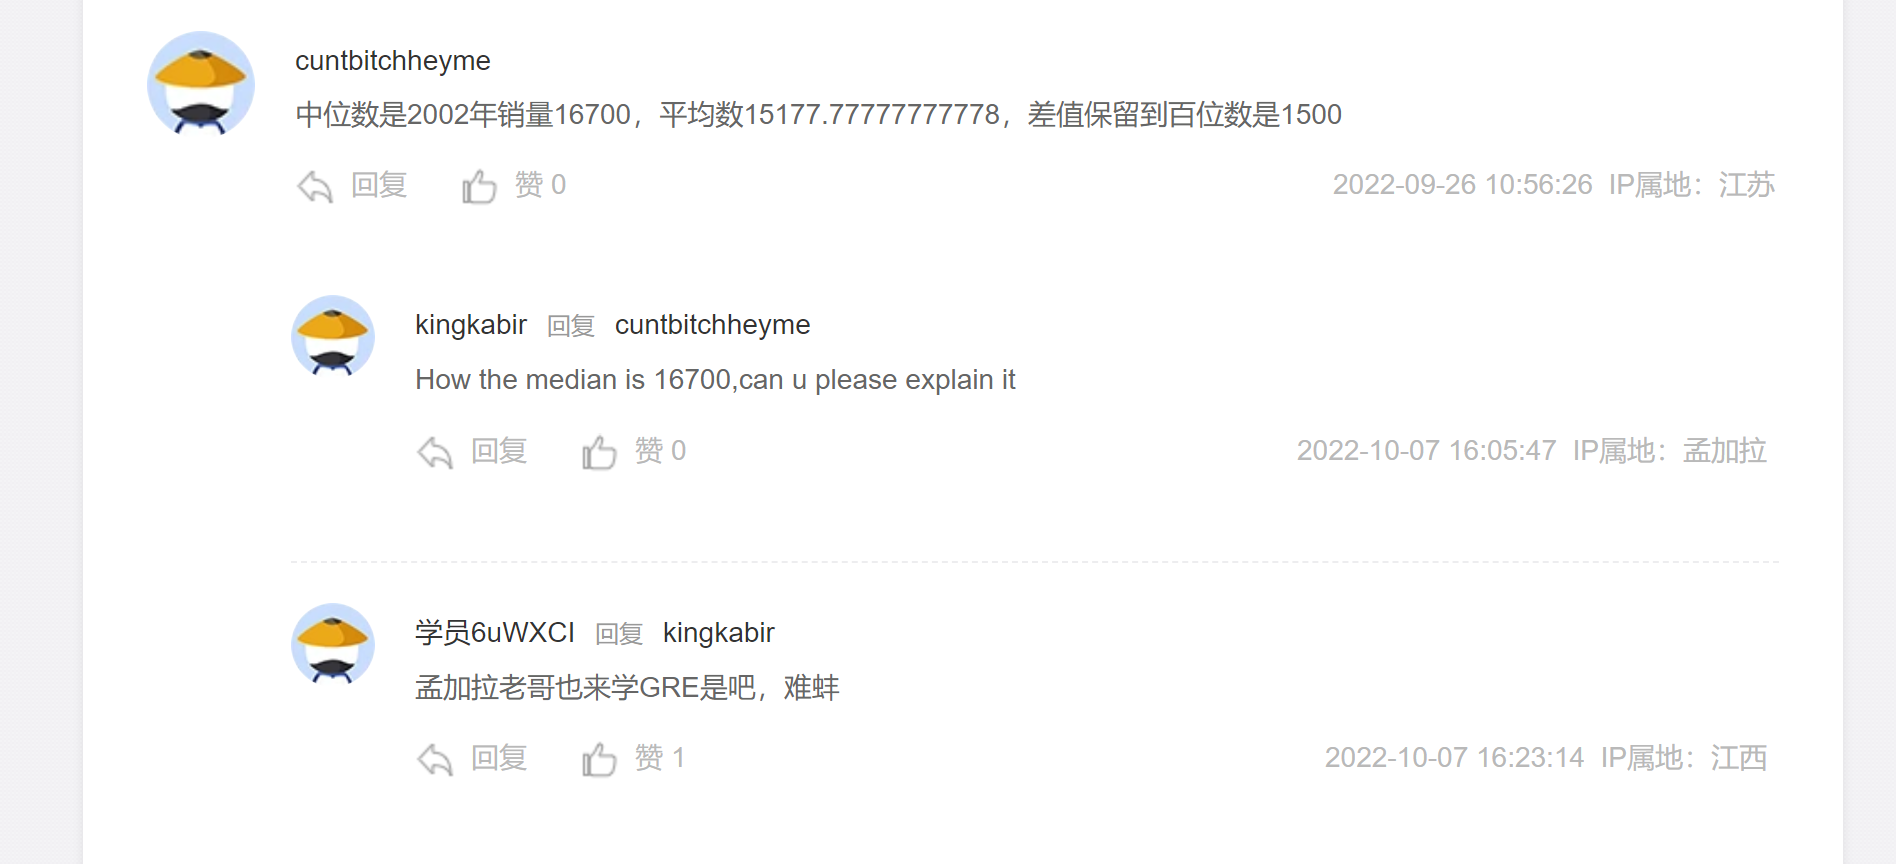 cuntbitchheyme
中位数是2002年销量16700，平均数15177.77777777778，差值保留到百位数是1500
回复 赞 0 2022-09-26 10:56:26 IP属地：江苏
kingkabir 回复 cuntbitchheyme
How the median is 16700,can u please explain it
回复 赞 0 2022-10-07 16:05:47 IP属地：孟加拉
学员6uWXCI 回复 kingkabir
孟加拉老哥也来学GRE是吧，难蚌
回复 赞 1 2022-10-07 16:23:14 IP属地：江西